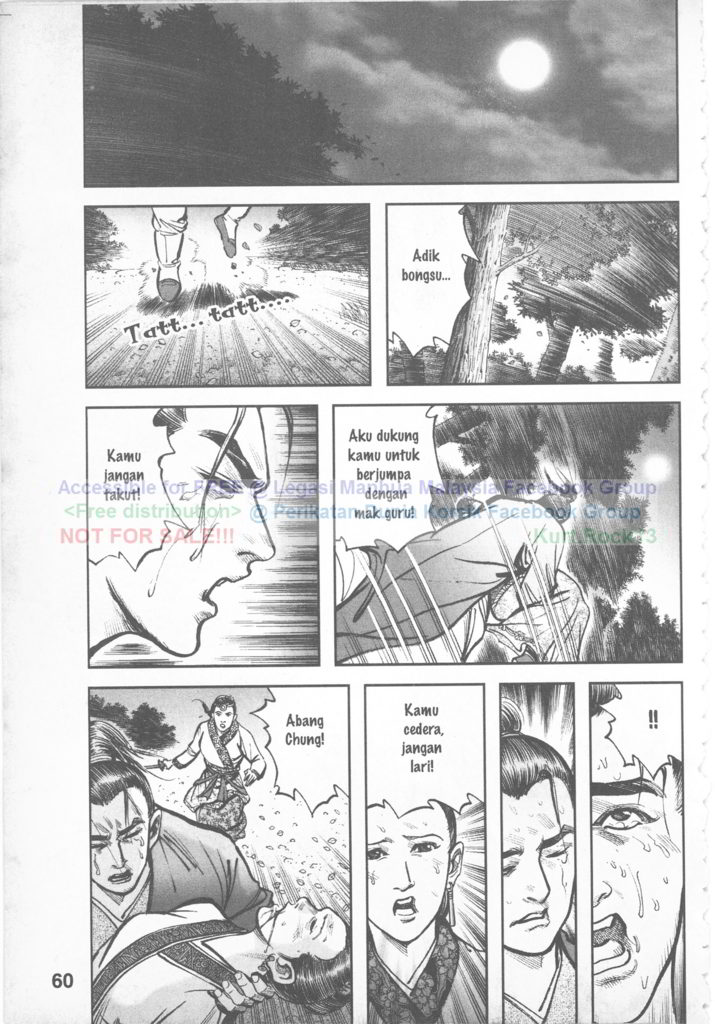 Tatt... tatt....
Adik
bongsu...
Kamu
jangan
takut!
Aku dukung
kamu untuk
berjumpa
dengan
mak guru!
Accessible for FREE @ Legasi Manhua Malaysia Facebook Group
<Free distribution> @ Perikatan Dunia Komik Facebook Group
NOT FOR SALE!!!
Kurt.Rock73
Abang
Chung!
Kamu
cedera,
jangan
lari!
!!
60